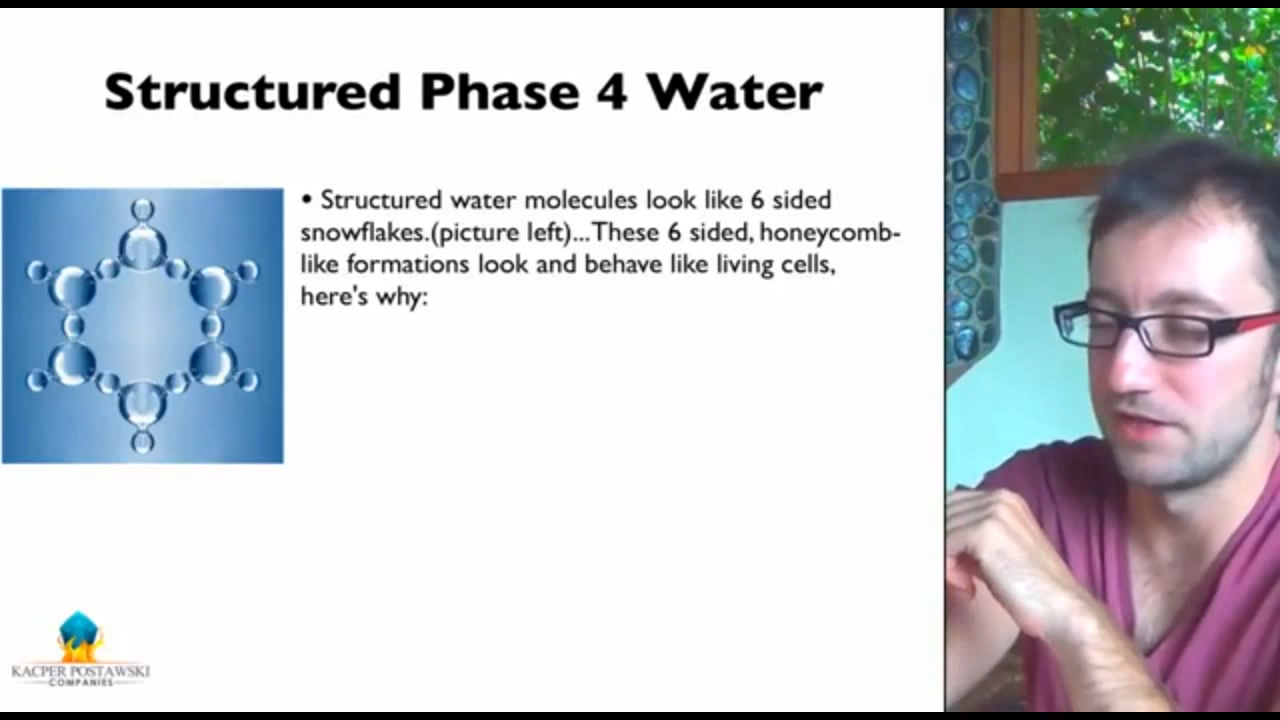 Structured Phase 4 Water
• Structured water molecules look like 6 sided
snowflakes.(picture left)...These 6 sided, honeycomb-
like formations look and behave like living cells,
here's why:
KACPER POSTAWSKI
COMPANIES